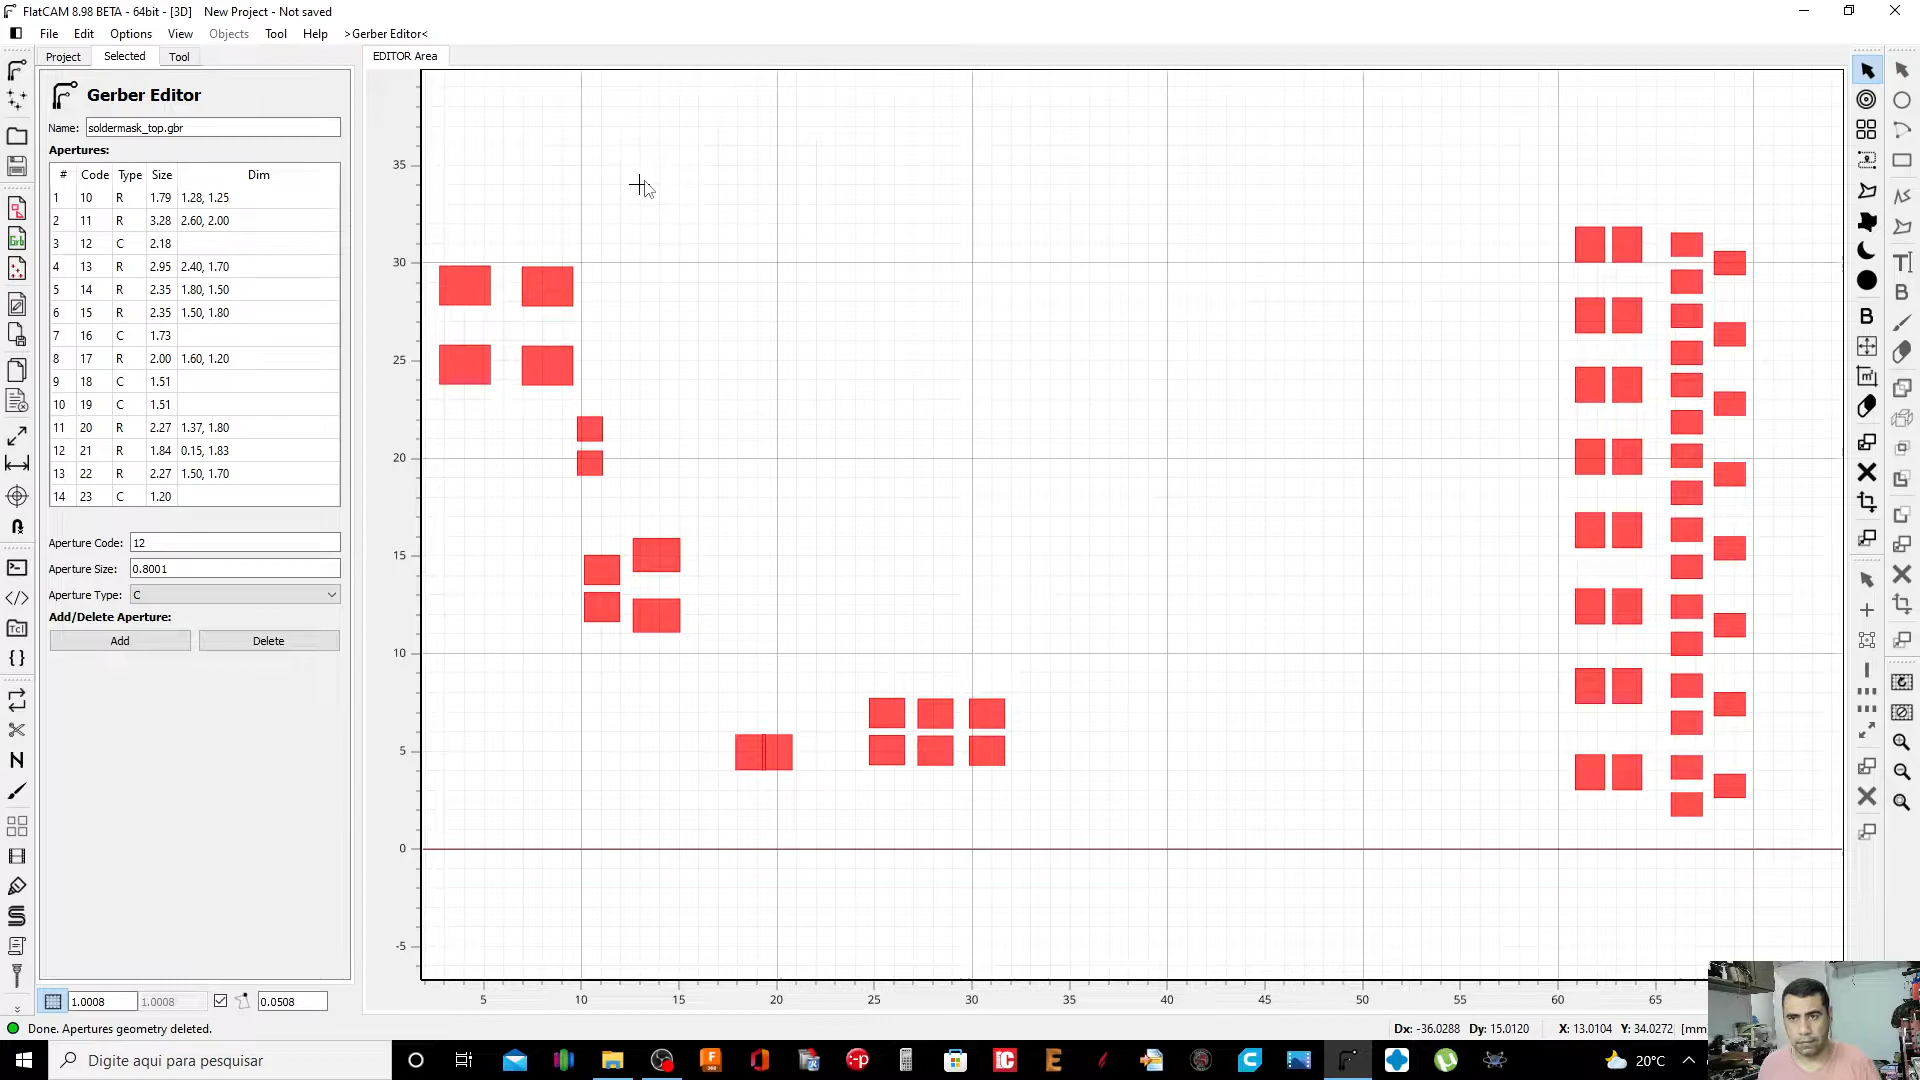 FlatCAM 8.98 BETA - 64bit - [3D]    New Project - Not saved
File Edit Options View Objects Tool Help >Gerber Editor<
Project Selected Tool
EDITOR Area
Gerber Editor
Name: soldermask_top.gbr
Apertures:
# Code Type Size Dim
1 10 R 1.79 1.28, 1.25
2 11 R 3.28 2.60, 2.00
3 12 C 2.18
4 13 R 2.95 2.40, 1.70
5 14 R 2.35 1.80, 1.50
6 15 R 2.35 1.50, 1.80
7 16 C 1.73
8 17 R 2.00 1.60, 1.20
9 18 C 1.51
10 19 C 1.51
11 20 R 2.27 1.37, 1.80
12 21 R 1.84 0.15, 1.83
13 22 R 2.27 1.50, 1.70
14 23 C 1.20
Aperture Code: 12
Aperture Size: 0.8001
Aperture Type: C
Add/Delete Aperture:
Add Delete
35
30
25
20
15
10
5
0
-5
5 10 15 20 25 30 35 40 45 50 55 60 65
1.0008 1.0008 0.0508
Done. Apertures geometry deleted.
Dx: -36.0288 Dy: 15.0120 X: 13.0104 Y: 34.0272 [mm
Digite aqui para pesquisar
20°C